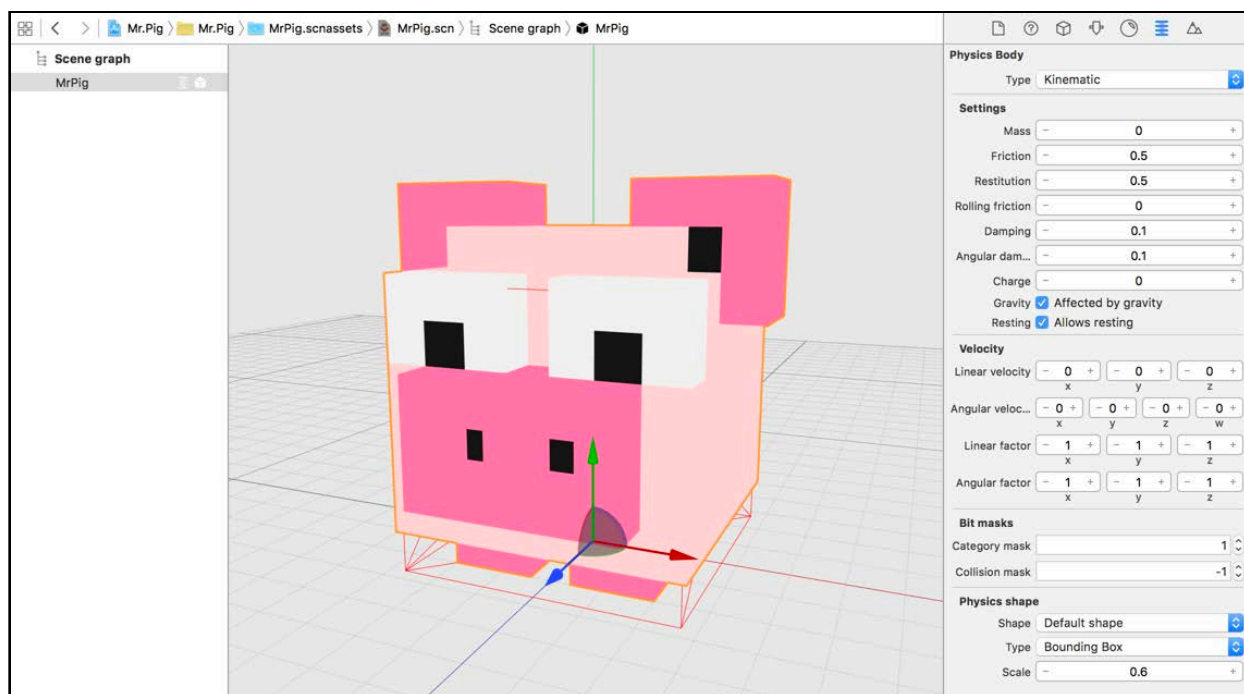 Mr.Pig 〉 Mr.Pig 〉 MrPig.scnassets 〉 MrPig.scn 〉 Scene graph 〉 MrPig
Scene graph
MrPig
Physics Body
Type Kinematic
Settings
Mass − 0 +
Friction − 0.5 +
Restitution − 0.5 +
Rolling friction − 0 +
Damping − 0.1 +
Angular dam... − 0.1 +
Charge − 0 +
Gravity Affected by gravity
Resting Allows resting
Velocity
Linear velocity − 0 + − 0 + − 0 +
x y z
Angular veloc... − 0 + − 0 + − 0 + − 0 +
x y z w
Linear factor − 1 + − 1 + − 1 +
x y z
Angular factor − 1 + − 1 + − 1 +
x y z
Bit masks
Category mask 1
Collision mask -1
Physics shape
Shape Default shape
Type Bounding Box
Scale − 0.6 +